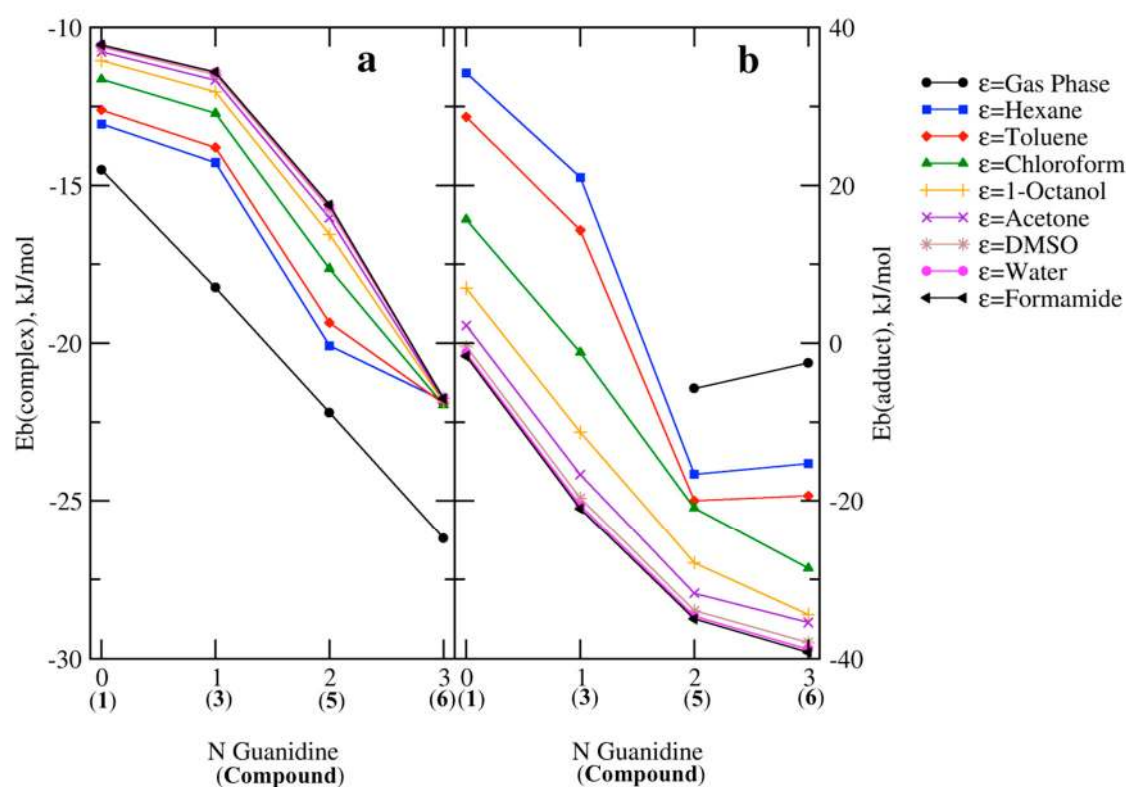 -10
-15
-20
-25
-30
Eb(complex), kJ/mol
a
0 1 2 3
(1) (3) (5) (6)
N Guanidine
(Compound)
b
0 1 2 3
(1) (3) (5) (6)
N Guanidine
(Compound)
40
20
0
-20
-40
Eb(adduct), kJ/mol
ε=Gas Phase
ε=Hexane
ε=Toluene
ε=Chloroform
ε=1-Octanol
ε=Acetone
ε=DMSO
ε=Water
ε=Formamide